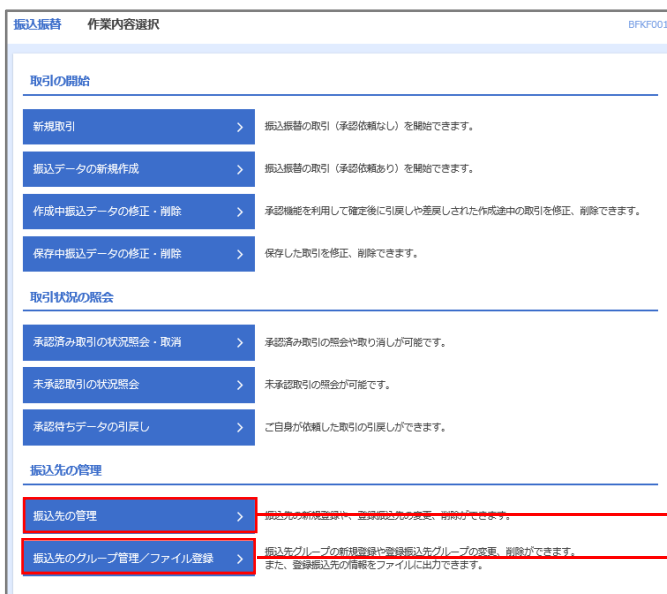 振込振替 作業内容選択 BFKF001
取引の開始
新規取引 振込振替の取引（承認依頼なし）を開始できます。
振込データの新規作成 振込振替の取引（承認依頼あり）を開始できます。
作成中振込データの修正・削除 承認機能を利用して確定後に引戻しや差戻しされた作成途中の取引を修正、削除できます。
保存中振込データの修正・削除 保存した取引を修正、削除できます。
取引状況の照会
承認済み取引の状況照会・取消 承認済み取引の照会や取り消しが可能です。
未承認取引の状況照会 未承認取引の照会が可能です。
承認待ちデータの引戻し ご自身が依頼した取引の引戻しができます。
振込先の管理
振込先の管理 振込先の新規登録や、登録振込先の変更、削除ができます。
振込先のグループ管理／ファイル登録 振込先グループの新規登録や登録振込先グループの変更、削除ができます。
また、登録振込先の情報をファイルに出力できます。